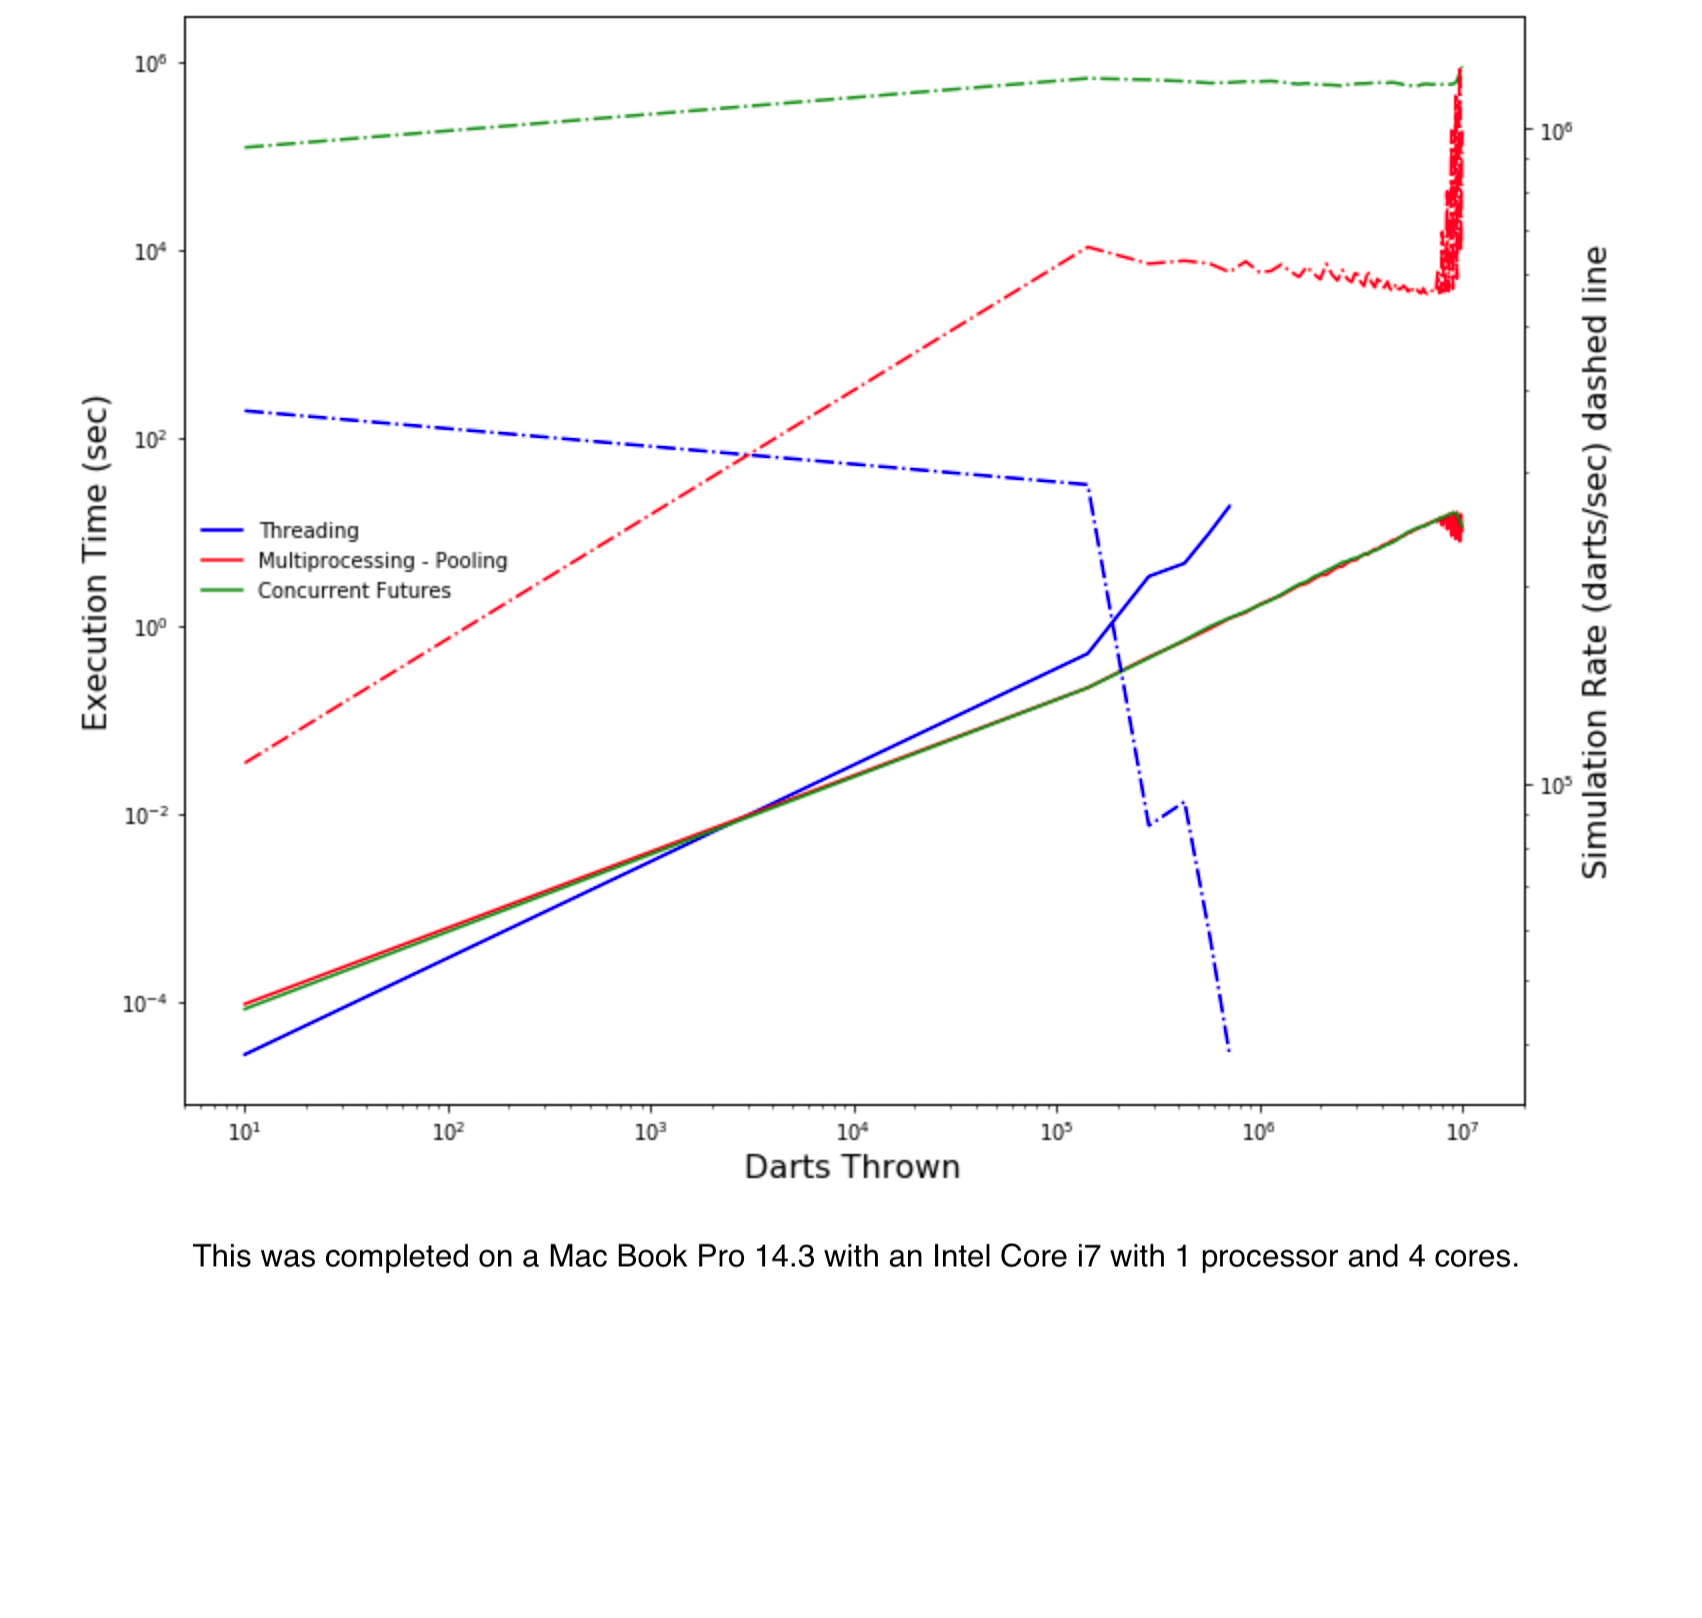 10⁶
10⁴
10²
10⁰
10⁻²
10⁻⁴
Execution Time (sec)
Threading
Multiprocessing - Pooling
Concurrent Futures
10⁶
10⁵
Simulation Rate (darts/sec) dashed line
10¹ 10² 10³ 10⁴ 10⁵ 10⁶ 10⁷
Darts Thrown
This was completed on a Mac Book Pro 14.3 with an Intel Core i7 with 1 processor and 4 cores.